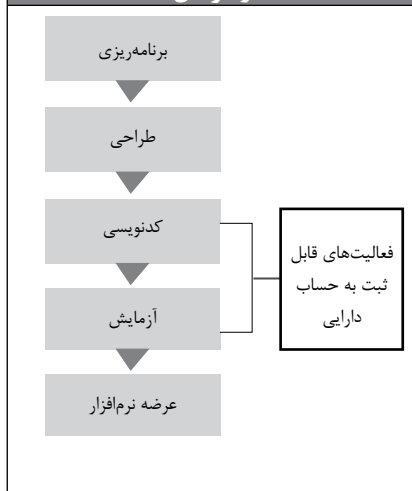 برنامه‌ریزی
طراحی
کدنویسی
آزمایش
عرضه نرم‌افزار
فعالیت‌های قابل
ثبت به حساب
دارایی